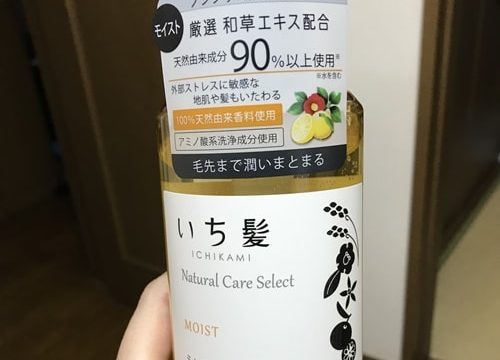 モイスト
厳選 和草エキス配合
天然由来成分90%以上使用※
※水を含む
外部ストレスに敏感な
地肌や髪もいたわる
100%天然由来香料使用
アミノ酸系洗浄成分使用
毛先まで潤いまとまる
いち髪
ICHIKAMI
Natural Care Select
MOIST